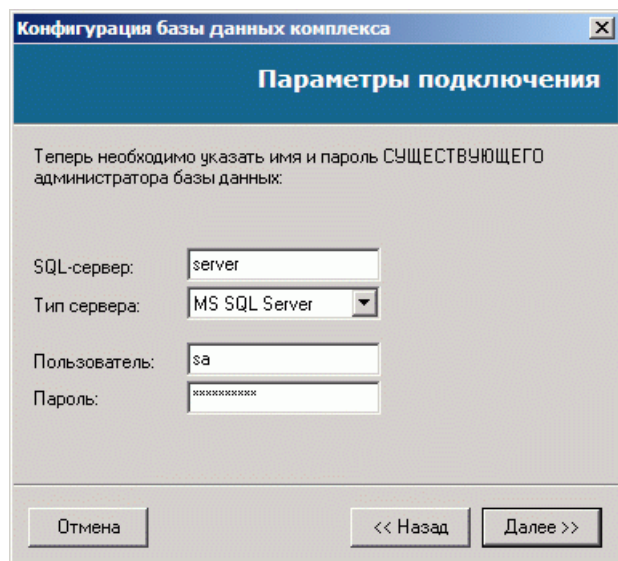 Конфигурация базы данных комплекса
Параметры подключения
Теперь необходимо указать имя и пароль СУЩЕСТВУЮЩЕГО
администратора базы данных:
SQL-сервер: server
Тип сервера: MS SQL Server
Пользователь: sa
Пароль: **********
Отмена << Назад Далее >>